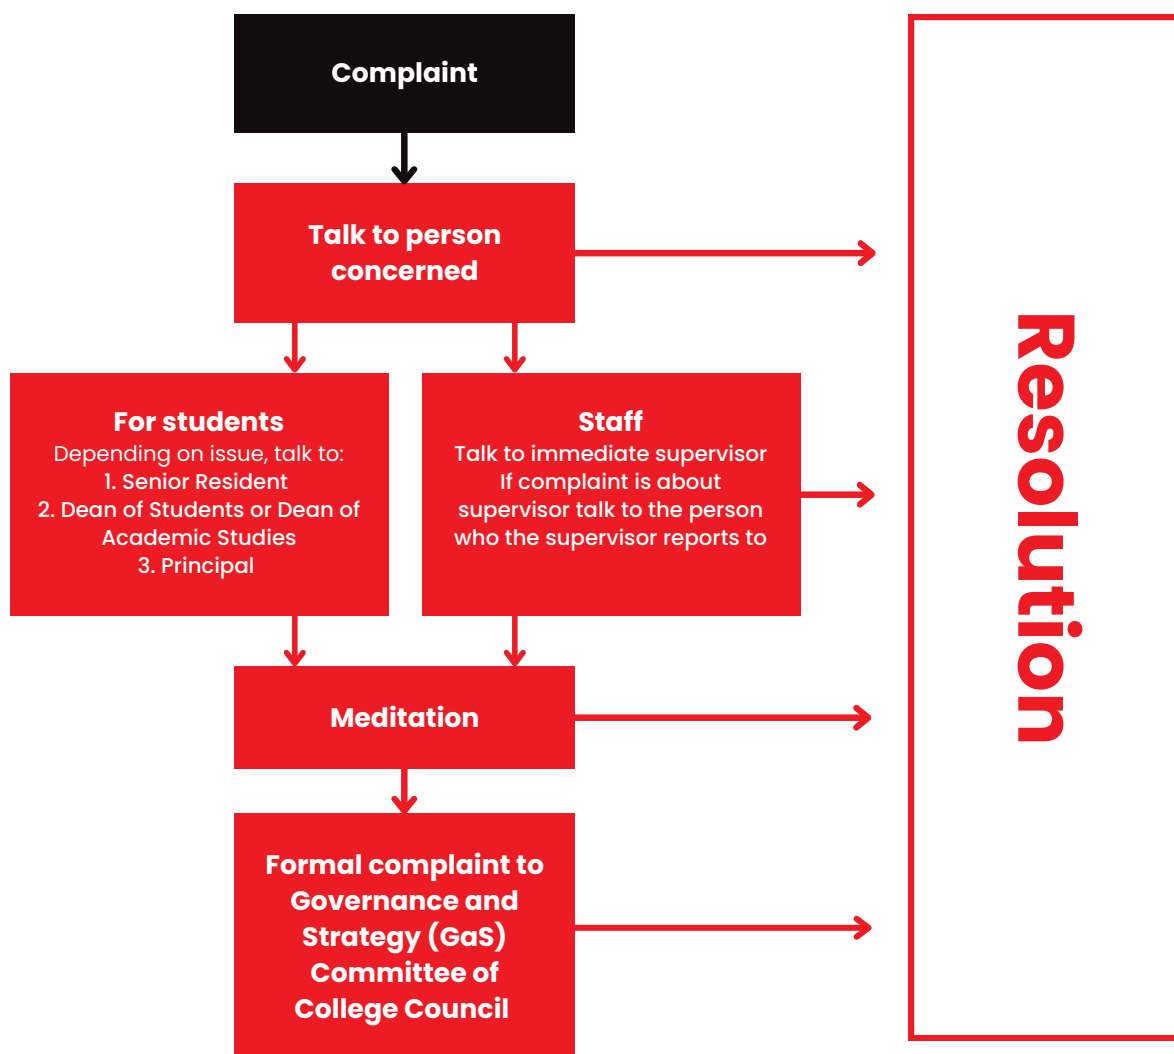 Complaint
Talk to person
concerned
For students
Depending on issue, talk to:
1. Senior Resident
2. Dean of Students or Dean of
Academic Studies
3. Principal
Staff
Talk to immediate supervisor
If complaint is about
supervisor talk to the person
who the supervisor reports to
Meditation
Formal complaint to
Governance and
Strategy (GaS)
Committee of
College Council
Resolution